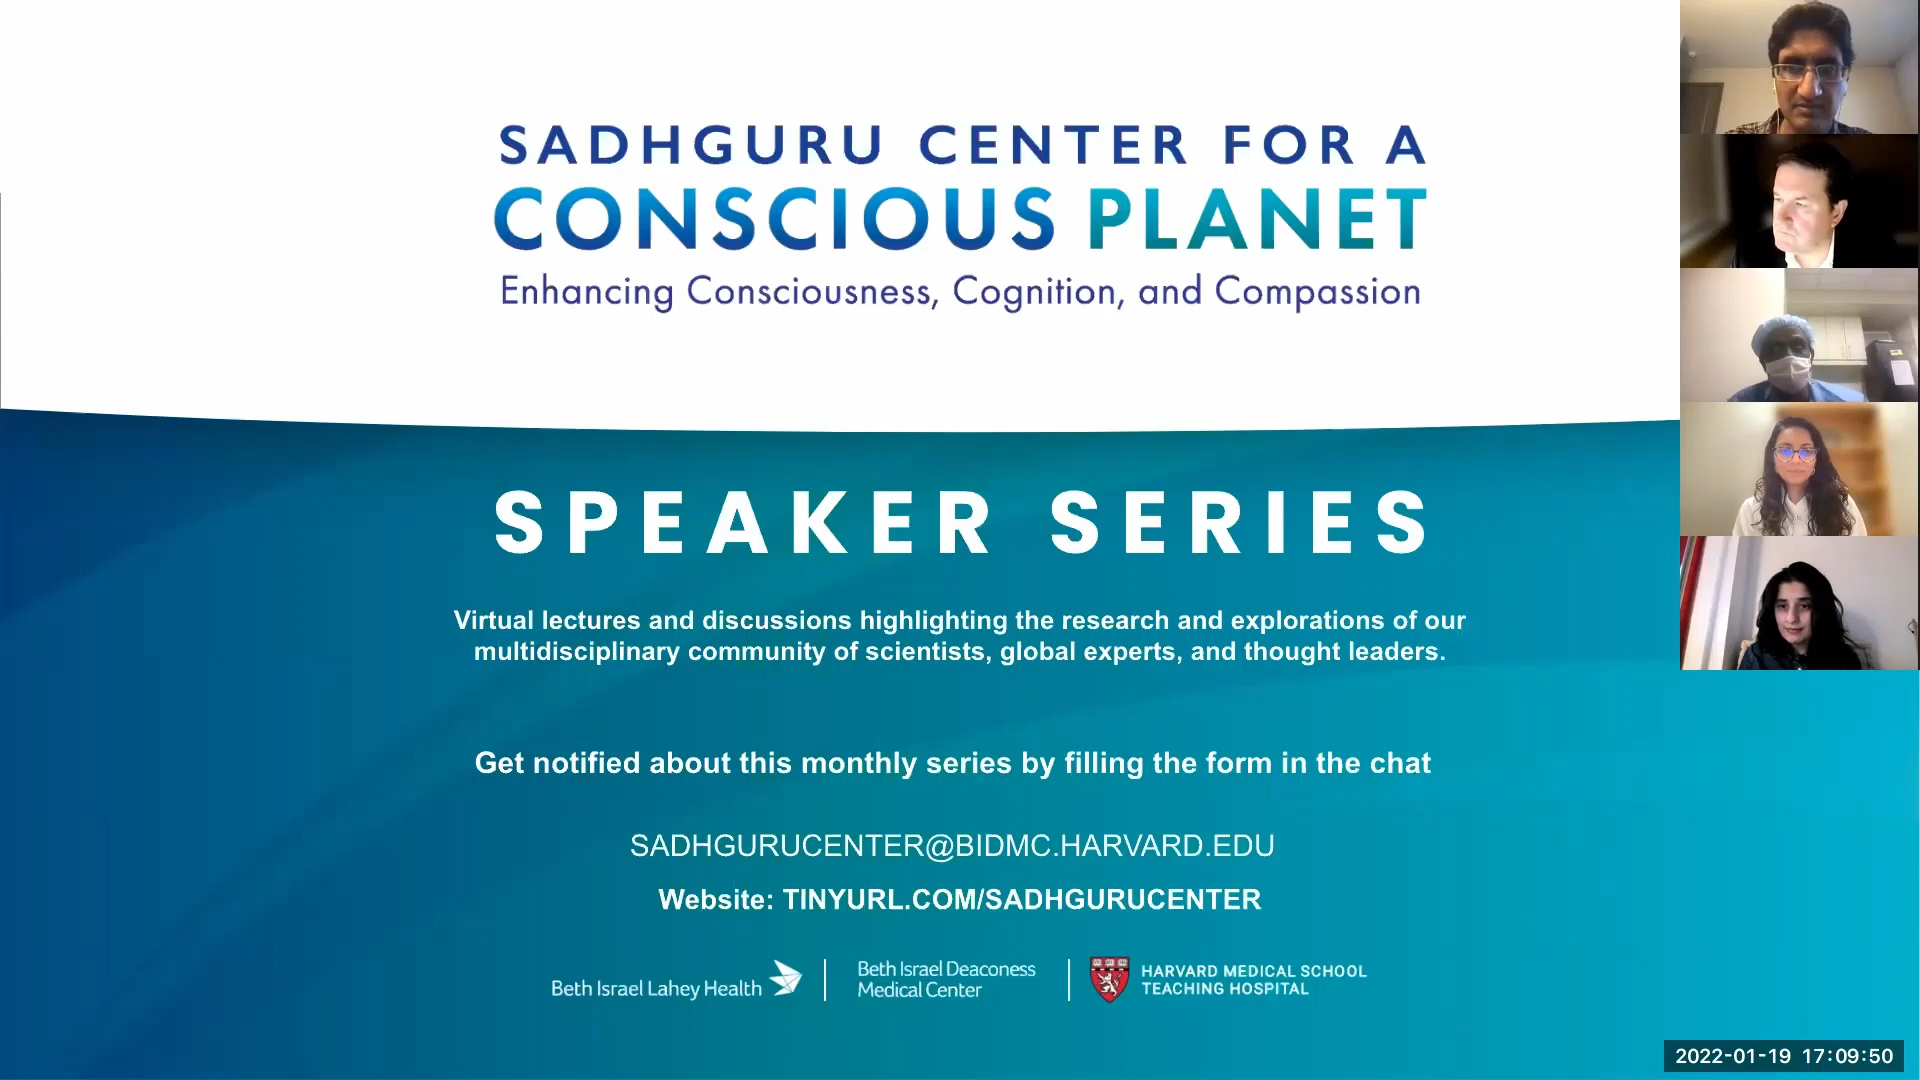 SADHGURU CENTER FOR A
CONSCIOUS PLANET
Enhancing Consciousness, Cognition, and Compassion
SPEAKER SERIES
Virtual lectures and discussions highlighting the research and explorations of our
multidisciplinary community of scientists, global experts, and thought leaders.
Get notified about this monthly series by filling the form in the chat
SADHGURUCENTER@BIDMC.HARVARD.EDU
Website: TINYURL.COM/SADHGURUCENTER
Beth Israel Lahey Health
Beth Israel Deaconess
Medical Center
HARVARD MEDICAL SCHOOL
TEACHING HOSPITAL
2022-01-19 17:09:50